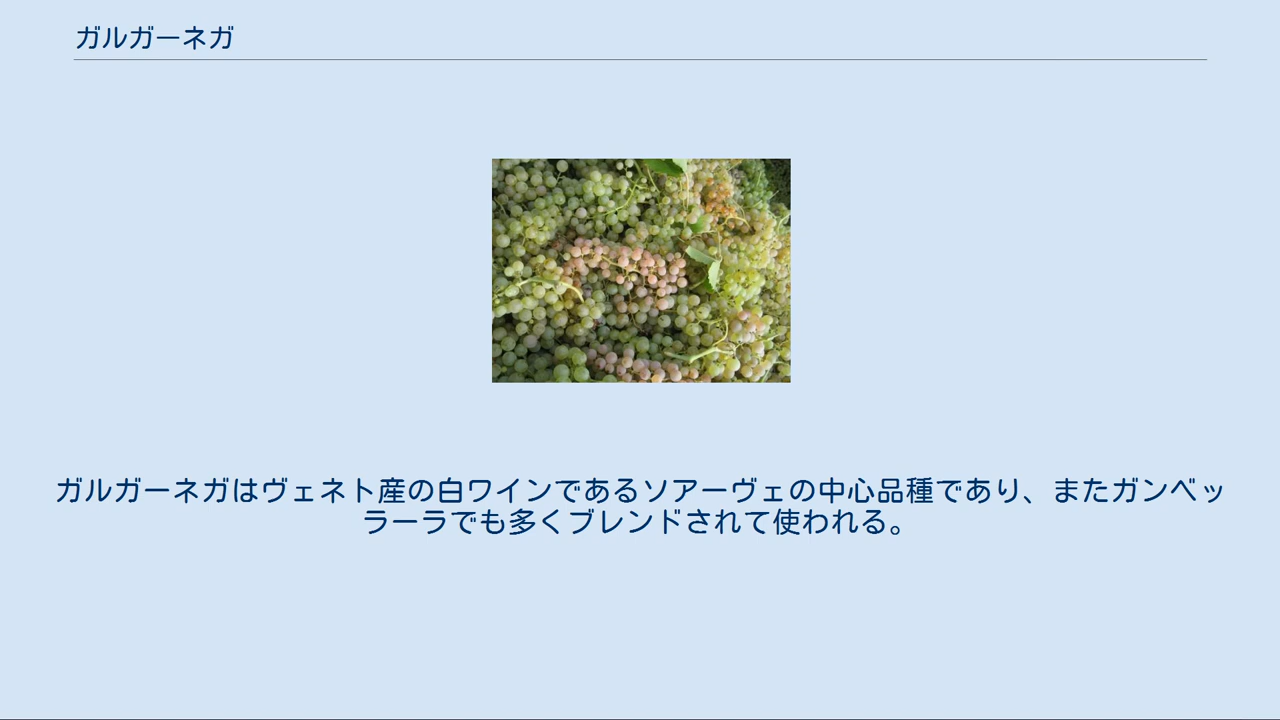 ガルガーネガ
ガルガーネガはヴェネト産の白ワインであるソアーヴェの中心品種であり、またガンベッ
ラーラでも多くブレンドされて使われる。